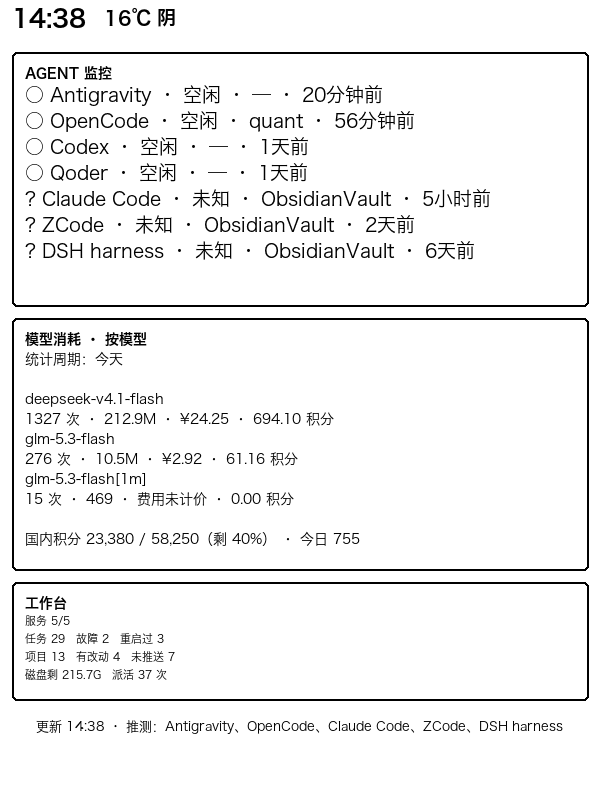 14:38 16℃ 阴
AGENT 监控
○ Antigravity · 空闲 · — · 20分钟前
○ OpenCode · 空闲 · quant · 56分钟前
○ Codex · 空闲 · — · 1天前
○ Qoder · 空闲 · — · 1天前
? Claude Code · 未知 · ObsidianVault · 5小时前
? ZCode · 未知 · ObsidianVault · 2天前
? DSH harness · 未知 · ObsidianVault · 6天前
模型消耗 · 按模型
统计周期：今天
deepseek-v4.1-flash
1327 次 · 212.9M · ¥24.25 · 694.10 积分
glm-5.3-flash
276 次 · 10.5M · ¥2.92 · 61.16 积分
glm-5.3-flash[1m]
15 次 · 469 · 费用未计价 · 0.00 积分
国内积分 23,380 / 58,250（剩 40%） · 今日 755
工作台
服务 5/5
任务 29 故障 2 重启过 3
项目 13 有改动 4 未推送 7
磁盘剩 215.7G 派活 37 次
更新 14:38 · 推测：Antigravity、OpenCode、Claude Code、ZCode、DSH harness